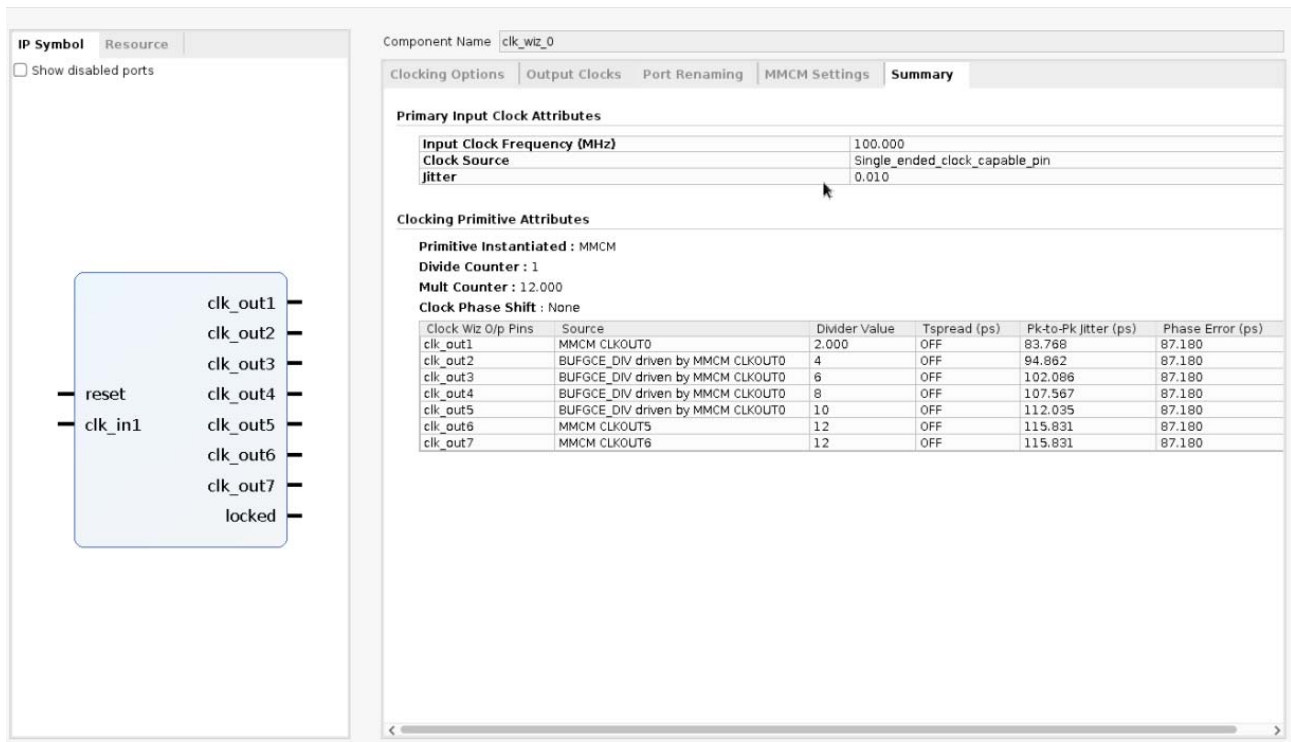 IP Symbol Resource
Show disabled ports
reset
clk_in1
clk_out1
clk_out2
clk_out3
clk_out4
clk_out5
clk_out6
clk_out7
locked
Component Name clk_wiz_0
Clocking Options Output Clocks Port Renaming MMCM Settings Summary
Primary Input Clock Attributes
Input Clock Frequency (MHz) 100.000
Clock Source Single_ended_clock_capable_pin
Jitter 0.010
Clocking Primitive Attributes
Primitive Instantiated : MMCM
Divide Counter : 1
Mult Counter : 12.000
Clock Phase Shift : None
Clock Wiz O/p Pins Source Divider Value Tspread (ps) Pk-to-Pk Jitter (ps) Phase Error (ps)
clk_out1 MMCM CLKOUT0 2.000 OFF 83.768 87.180
clk_out2 BUFGCE_DIV driven by MMCM CLKOUT0 4 OFF 94.862 87.180
clk_out3 BUFGCE_DIV driven by MMCM CLKOUT0 6 OFF 102.086 87.180
clk_out4 BUFGCE_DIV driven by MMCM CLKOUT0 8 OFF 107.567 87.180
clk_out5 BUFGCE_DIV driven by MMCM CLKOUT0 10 OFF 112.035 87.180
clk_out6 MMCM CLKOUT5 12 OFF 115.831 87.180
clk_out7 MMCM CLKOUT6 12 OFF 115.831 87.180